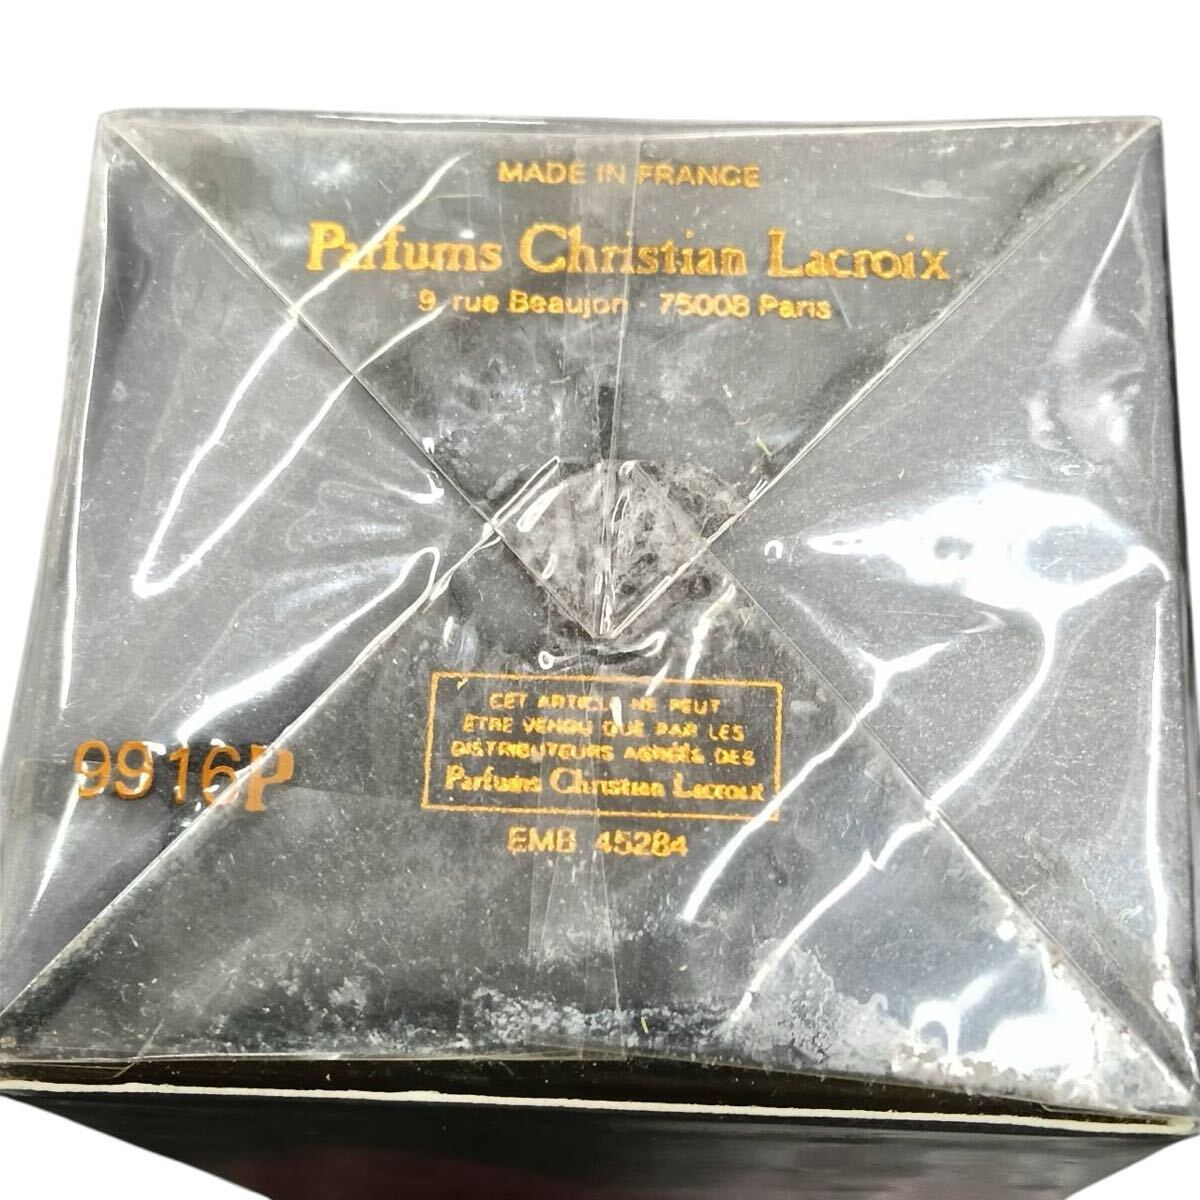 MADE IN FRANCE
Parfums Christian Lacroix
9, rue Beaujon - 75008 Paris
CET ARTICLE NE PEUT
ÊTRE VENDU QUE PAR LES
DISTRIBUTEURS AGRÉÉS DES
Parfums Christian Lacroix
9916P
EMB 45284